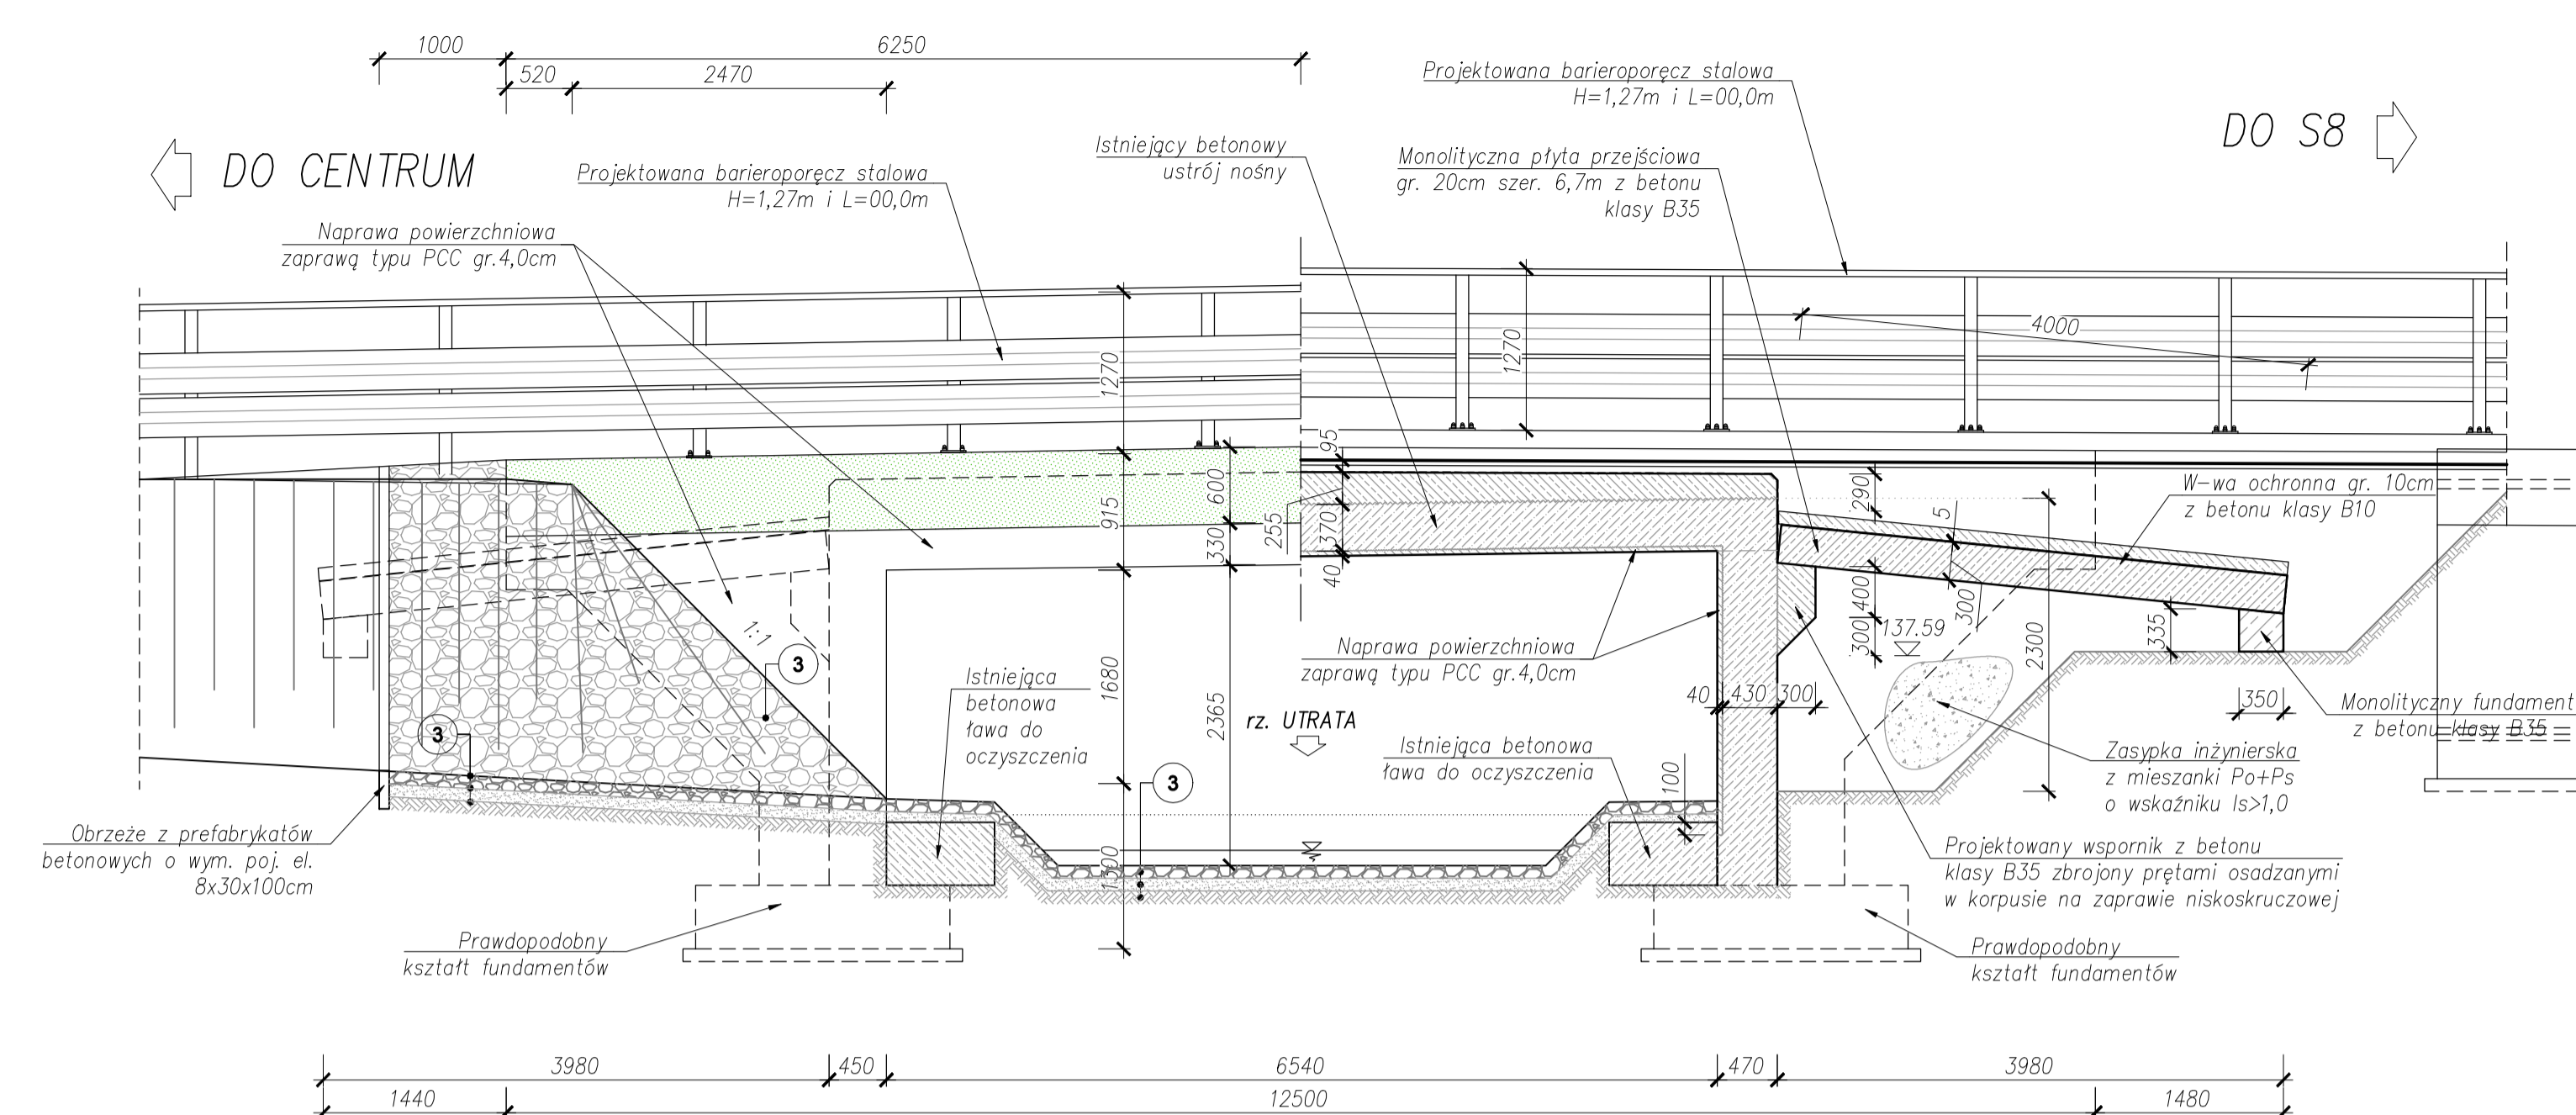 1000
6250
520
2470
DO CENTRUM
DO S8
Projektowana barieroporęcz stalowa
H=1,27m i L=00,0m
Istniejący betonowy
ustrój nośny
Monolityczna płyta przejściowa
gr. 20cm szer. 6,7m z betonu
klasy B35
Projektowana barieroporęcz stalowa
H=1,27m i L=00,0m
Naprawa powierzchniowa
zaprawą typu PCC gr.4,0cm
1270
1270
4000
95
600
915
330
255
370
40
290
5
W-wa ochronna gr. 10cm
z betonu klasy B10
400
300
300
137.59
2300
335
1:1
3
3
3
1680
2365
Istniejąca
betonowa
ława do
oczyszczenia
Naprawa powierzchniowa
zaprawą typu PCC gr.4,0cm
rz. UTRATA
Istniejąca betonowa
ława do oczyszczenia
40
430
300
350
100
1300
Monolityczny fundament
z betonu klasy B35
Zasypka inżynierska
z mieszanki Po+Ps
o wskaźniku Is>1,0
Obrzeże z prefabrykatów
betonowych o wym. poj. el.
8x30x100cm
Projektowany wspornik z betonu
klasy B35 zbrojony prętami osadzanymi
w korpusie na zaprawie niskoskruczowej
Prawdopodobny
kształt fundamentów
Prawdopodobny
kształt fundamentów
3980
450
6540
470
3980
1440
12500
1480